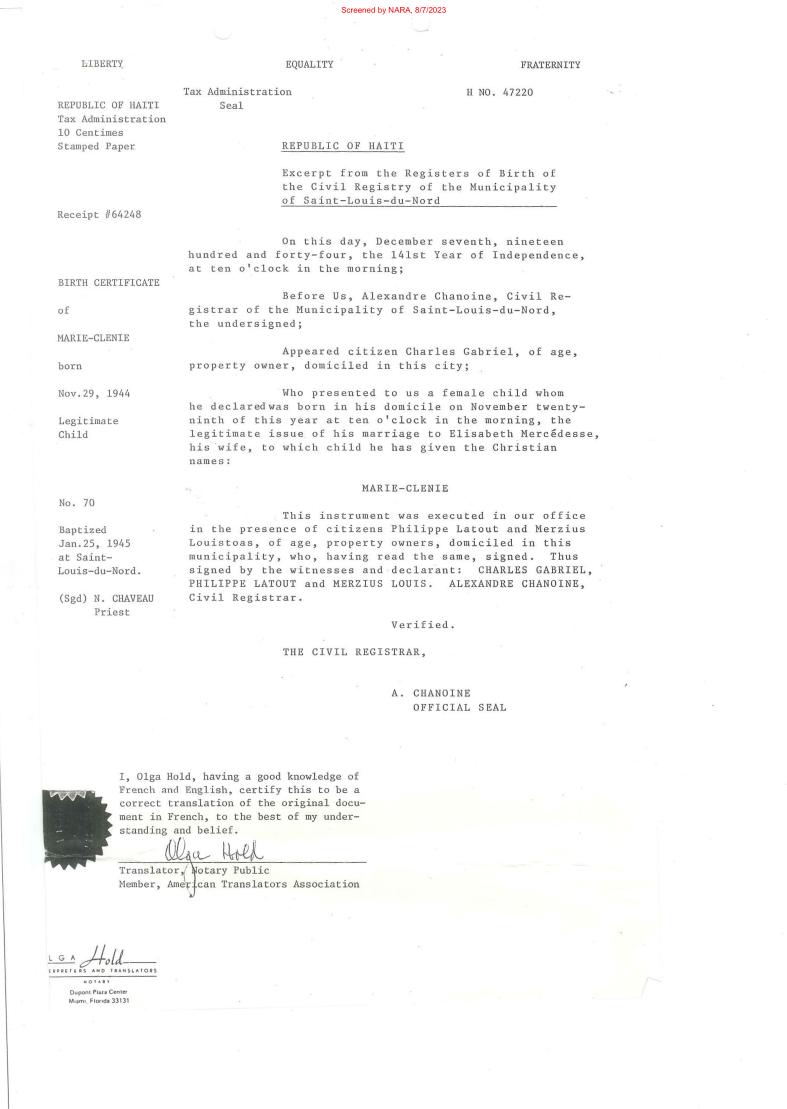 Screened by NARA, 8/7/2023
LIBERTY EQUALITY FRATERNITY
Tax Administration H NO. 47220
REPUBLIC OF HAITI Seal
Tax Administration
10 Centimes
Stamped Paper REPUBLIC OF HAITI
Excerpt from the Registers of Birth of
the Civil Registry of the Municipality
of Saint-Louis-du-Nord
Receipt #64248
On this day, December seventh, nineteen
hundred and forty-four, the 141st Year of Independence,
at ten o'clock in the morning;
BIRTH CERTIFICATE
Before Us, Alexandre Chanoine, Civil Re-
of gistrar of the Municipality of Saint-Louis-du-Nord,
the undersigned;
MARIE-CLENIE
Appeared citizen Charles Gabriel, of age,
born property owner, domiciled in this city;
Nov.29, 1944 Who presented to us a female child whom
he declared was born in his domicile on November twenty-
Legitimate ninth of this year at ten o'clock in the morning, the
Child legitimate issue of his marriage to Elisabeth Mercédesse,
his wife, to which child he has given the Christian
names:
MARIE-CLENIE
No. 70
This instrument was executed in our office
Baptized in the presence of citizens Philippe Latout and Merzius
Jan.25, 1945 Louistoas, of age, property owners, domiciled in this
at Saint- municipality, who, having read the same, signed. Thus
Louis-du-Nord. signed by the witnesses and declarant: CHARLES GABRIEL,
PHILIPPE LATOUT and MERZIUS LOUIS. ALEXANDRE CHANOINE,
(Sgd) N. CHAVEAU Civil Registrar.
Priest
Verified.
THE CIVIL REGISTRAR,
A. CHANOINE
OFFICIAL SEAL
I, Olga Hold, having a good knowledge of
French and English, certify this to be a
correct translation of the original docu-
ment in French, to the best of my under-
standing and belief.
Olga Hold
Translator, Notary Public
Member, American Translators Association
LGA Hold
ERPRETERS AND TRANSLATORS
NOTARY
Dupont Plaza Center
Miami, Florida 33131